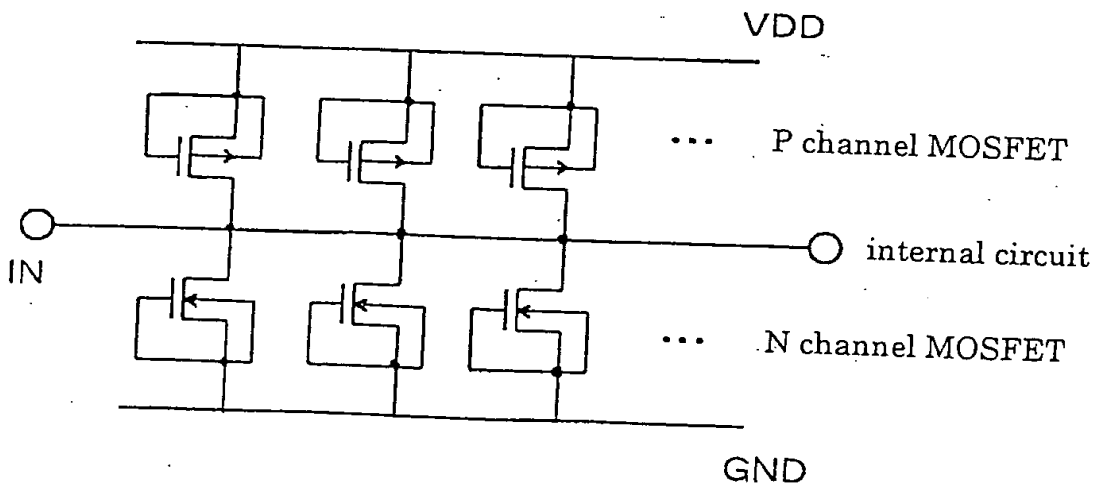 VDD
... P channel MOSFET
IN
internal circuit
... N channel MOSFET
GND